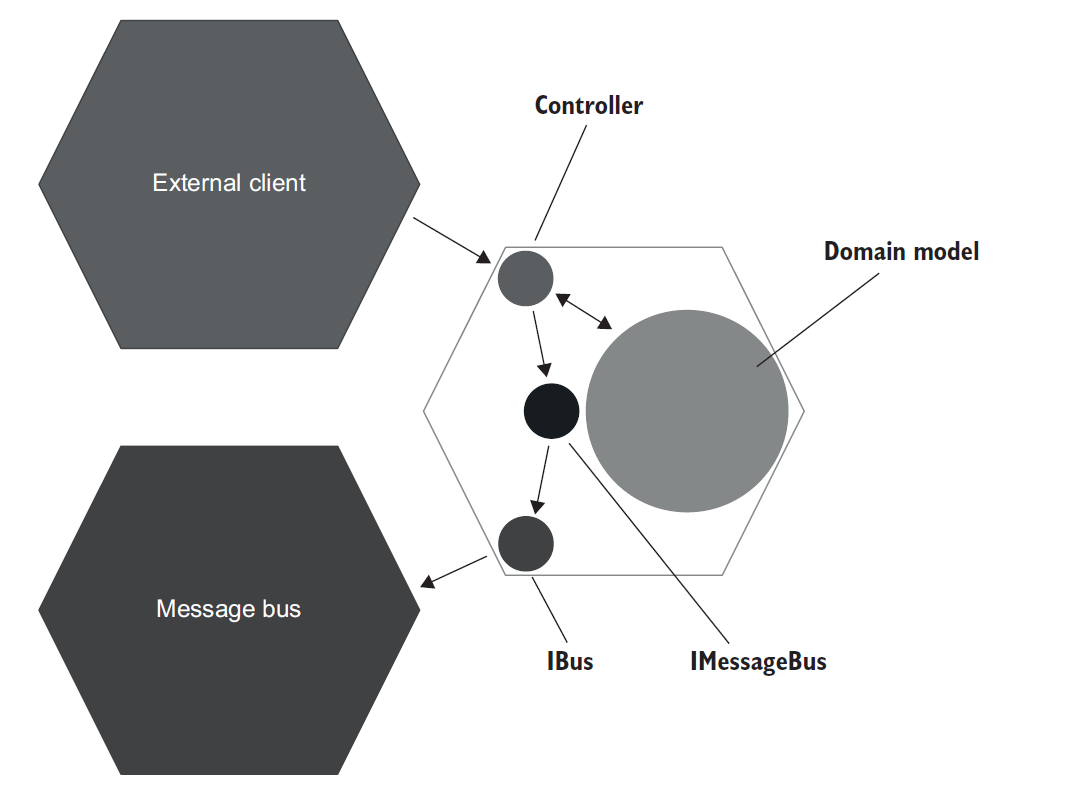 Controller
External client
Domain model
Message bus
IBus
IMessageBus